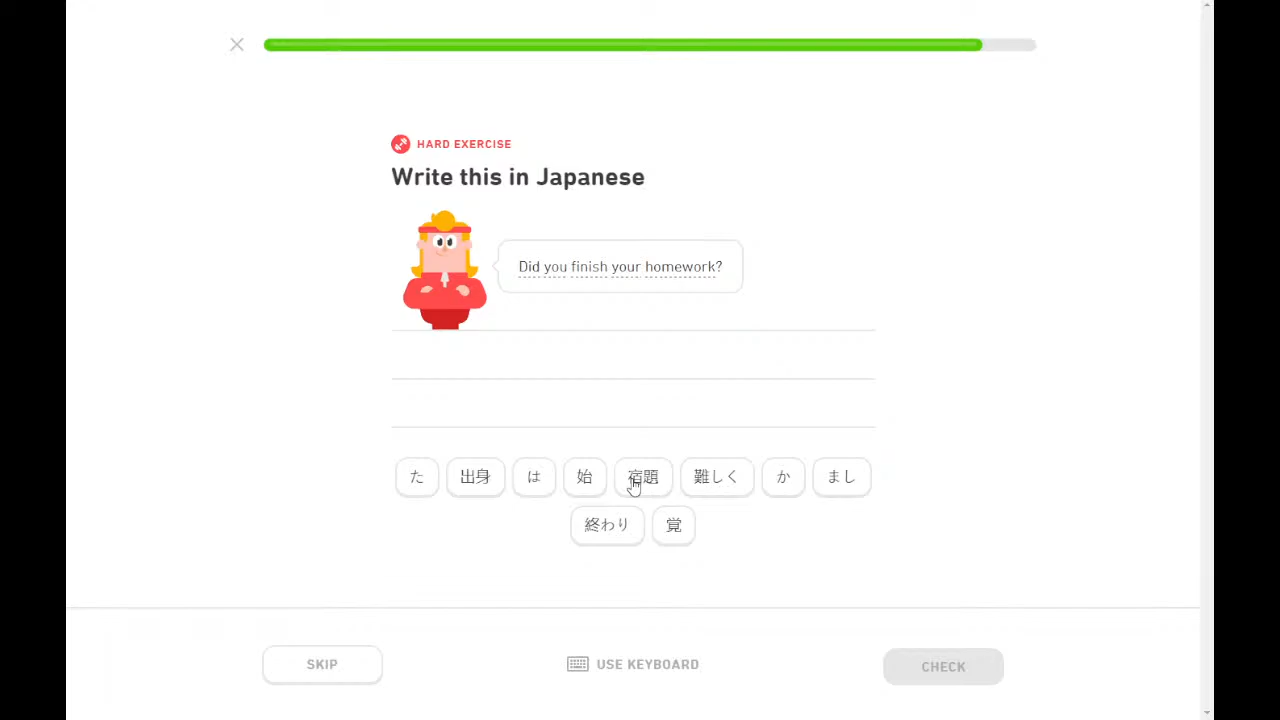 HARD EXERCISE
Write this in Japanese
Did you finish your homework?
た 出身 は 始 宿題 難しく か まし
終わり 覚
SKIP USE KEYBOARD CHECK